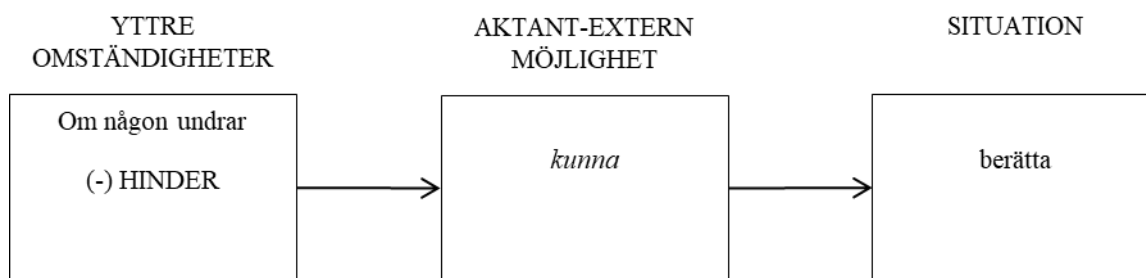 YTTRE
OMSTÄNDIGHETER
AKTANT-EXTERN
MÖJLIGHET
SITUATION
Om någon undrar
(-) HINDER
kunna
berätta